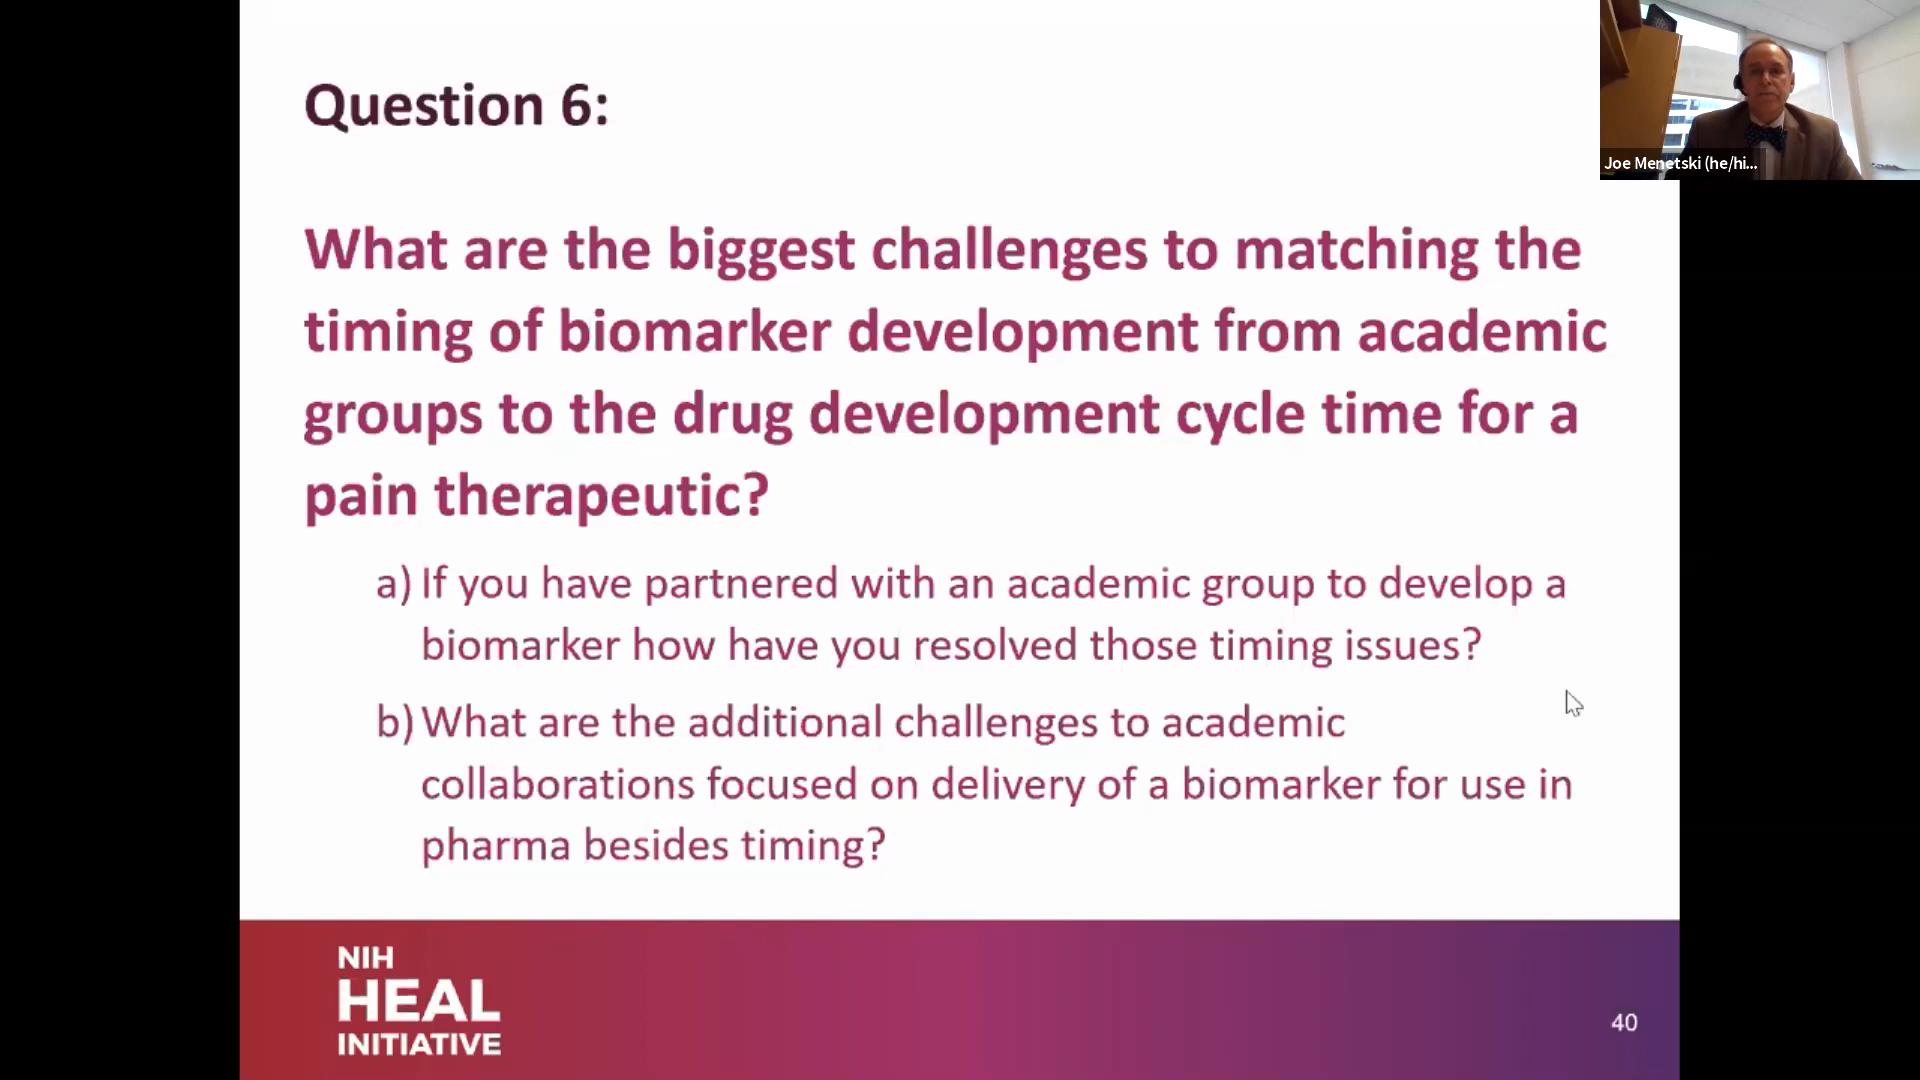 Question 6:
Joe Menetski (he/hi...
What are the biggest challenges to matching the
timing of biomarker development from academic
groups to the drug development cycle time for a
pain therapeutic?
a) If you have partnered with an academic group to develop a
biomarker how have you resolved those timing issues?
b) What are the additional challenges to academic
collaborations focused on delivery of a biomarker for use in
pharma besides timing?
NIH
HEAL
INITIATIVE
40